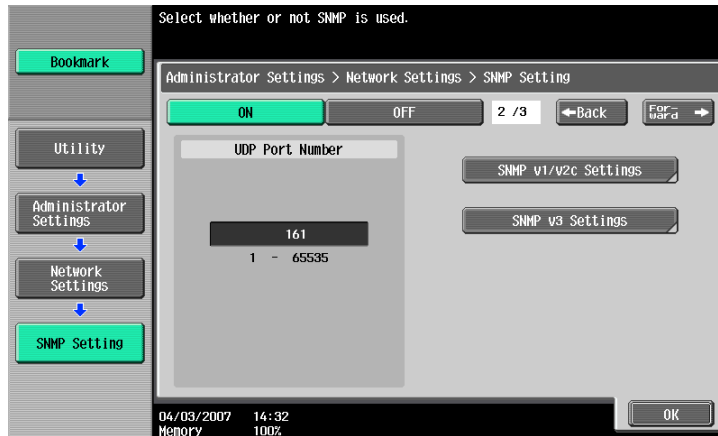 Select whether or not SNMP is used.
Bookmark
Administrator Settings > Network Settings > SNMP Setting
ON OFF 2 /3 ←Back For-ward →
Utility
UDP Port Number
SNMP v1/v2c Settings
Administrator
Settings
SNMP v3 Settings
161
1 - 65535
Network
Settings
SNMP Setting
04/03/2007 14:32
Memory 100%
OK